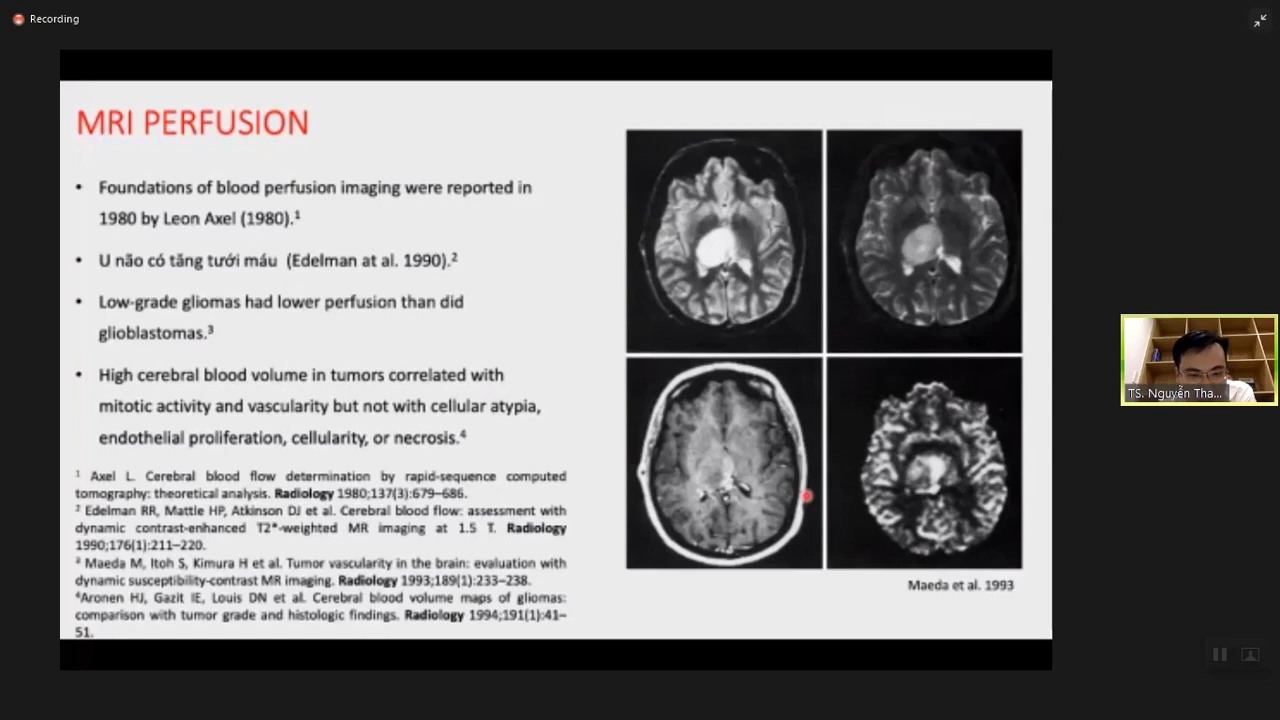 Recording
MRI PERFUSION
• Foundations of blood perfusion imaging were reported in
1980 by Leon Axel (1980).¹
• U não có tăng tưới máu (Edelman at al. 1990).²
• Low-grade gliomas had lower perfusion than did
glioblastomas.³
• High cerebral blood volume in tumors correlated with
mitotic activity and vascularity but not with cellular atypia,
endothelial proliferation, cellularity, or necrosis.⁴
¹ Axel L. Cerebral blood flow determination by rapid-sequence computed
tomography: theoretical analysis. Radiology 1980;137(3):679–686.
² Edelman RR, Mattle HP, Atkinson DJ et al. Cerebral blood flow: assessment with
dynamic contrast-enhanced T2*-weighted MR imaging at 1.5 T. Radiology
1990;176(1):211–220.
³ Maeda M, Itoh S, Kimura H et al. Tumor vascularity in the brain: evaluation with
dynamic susceptibility-contrast MR imaging. Radiology 1993;189(1):233–238.
⁴Aronen HJ, Gazit IE, Louis DN et al. Cerebral blood volume maps of gliomas:
comparison with tumor grade and histologic findings. Radiology 1994;191(1):41–
51.
Maeda et al. 1993
TS. Nguyễn Tha...